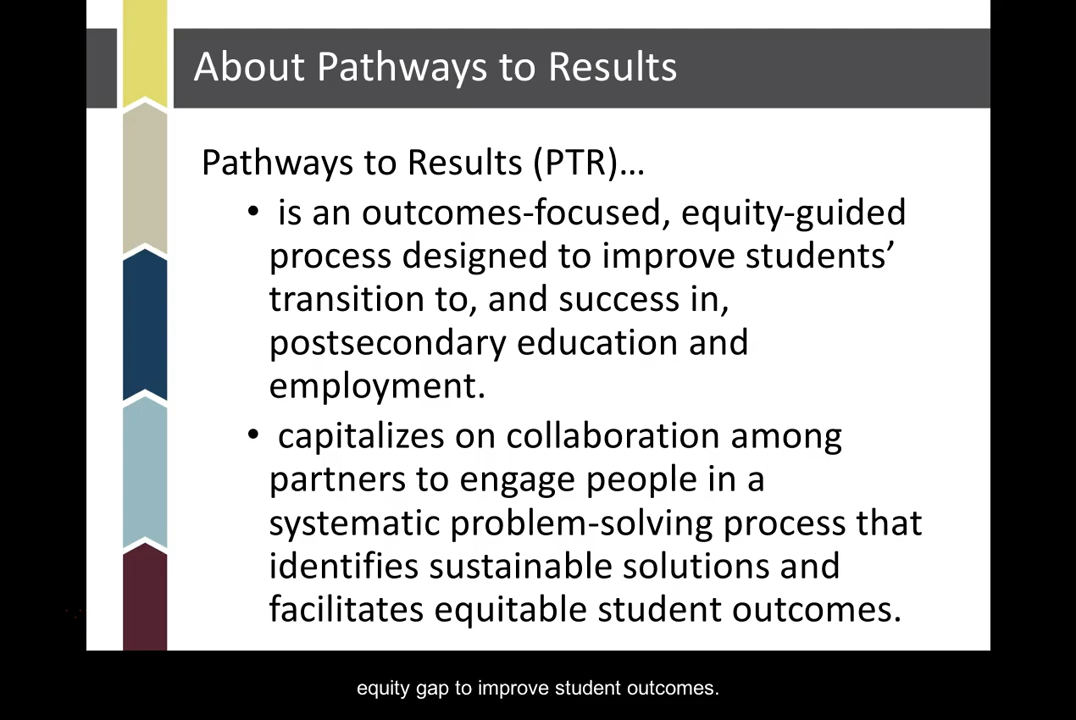 About Pathways to Results
Pathways to Results (PTR)…
• is an outcomes-focused, equity-guided
process designed to improve students’
transition to, and success in,
postsecondary education and
employment.
• capitalizes on collaboration among
partners to engage people in a
systematic problem-solving process that
identifies sustainable solutions and
facilitates equitable student outcomes.
equity gap to improve student outcomes.